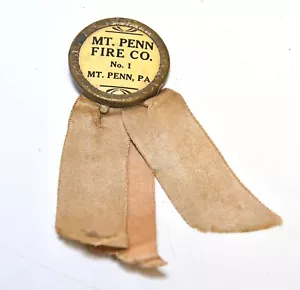 MT. PENN
FIRE CO.
No. 1
MT. PENN, PA